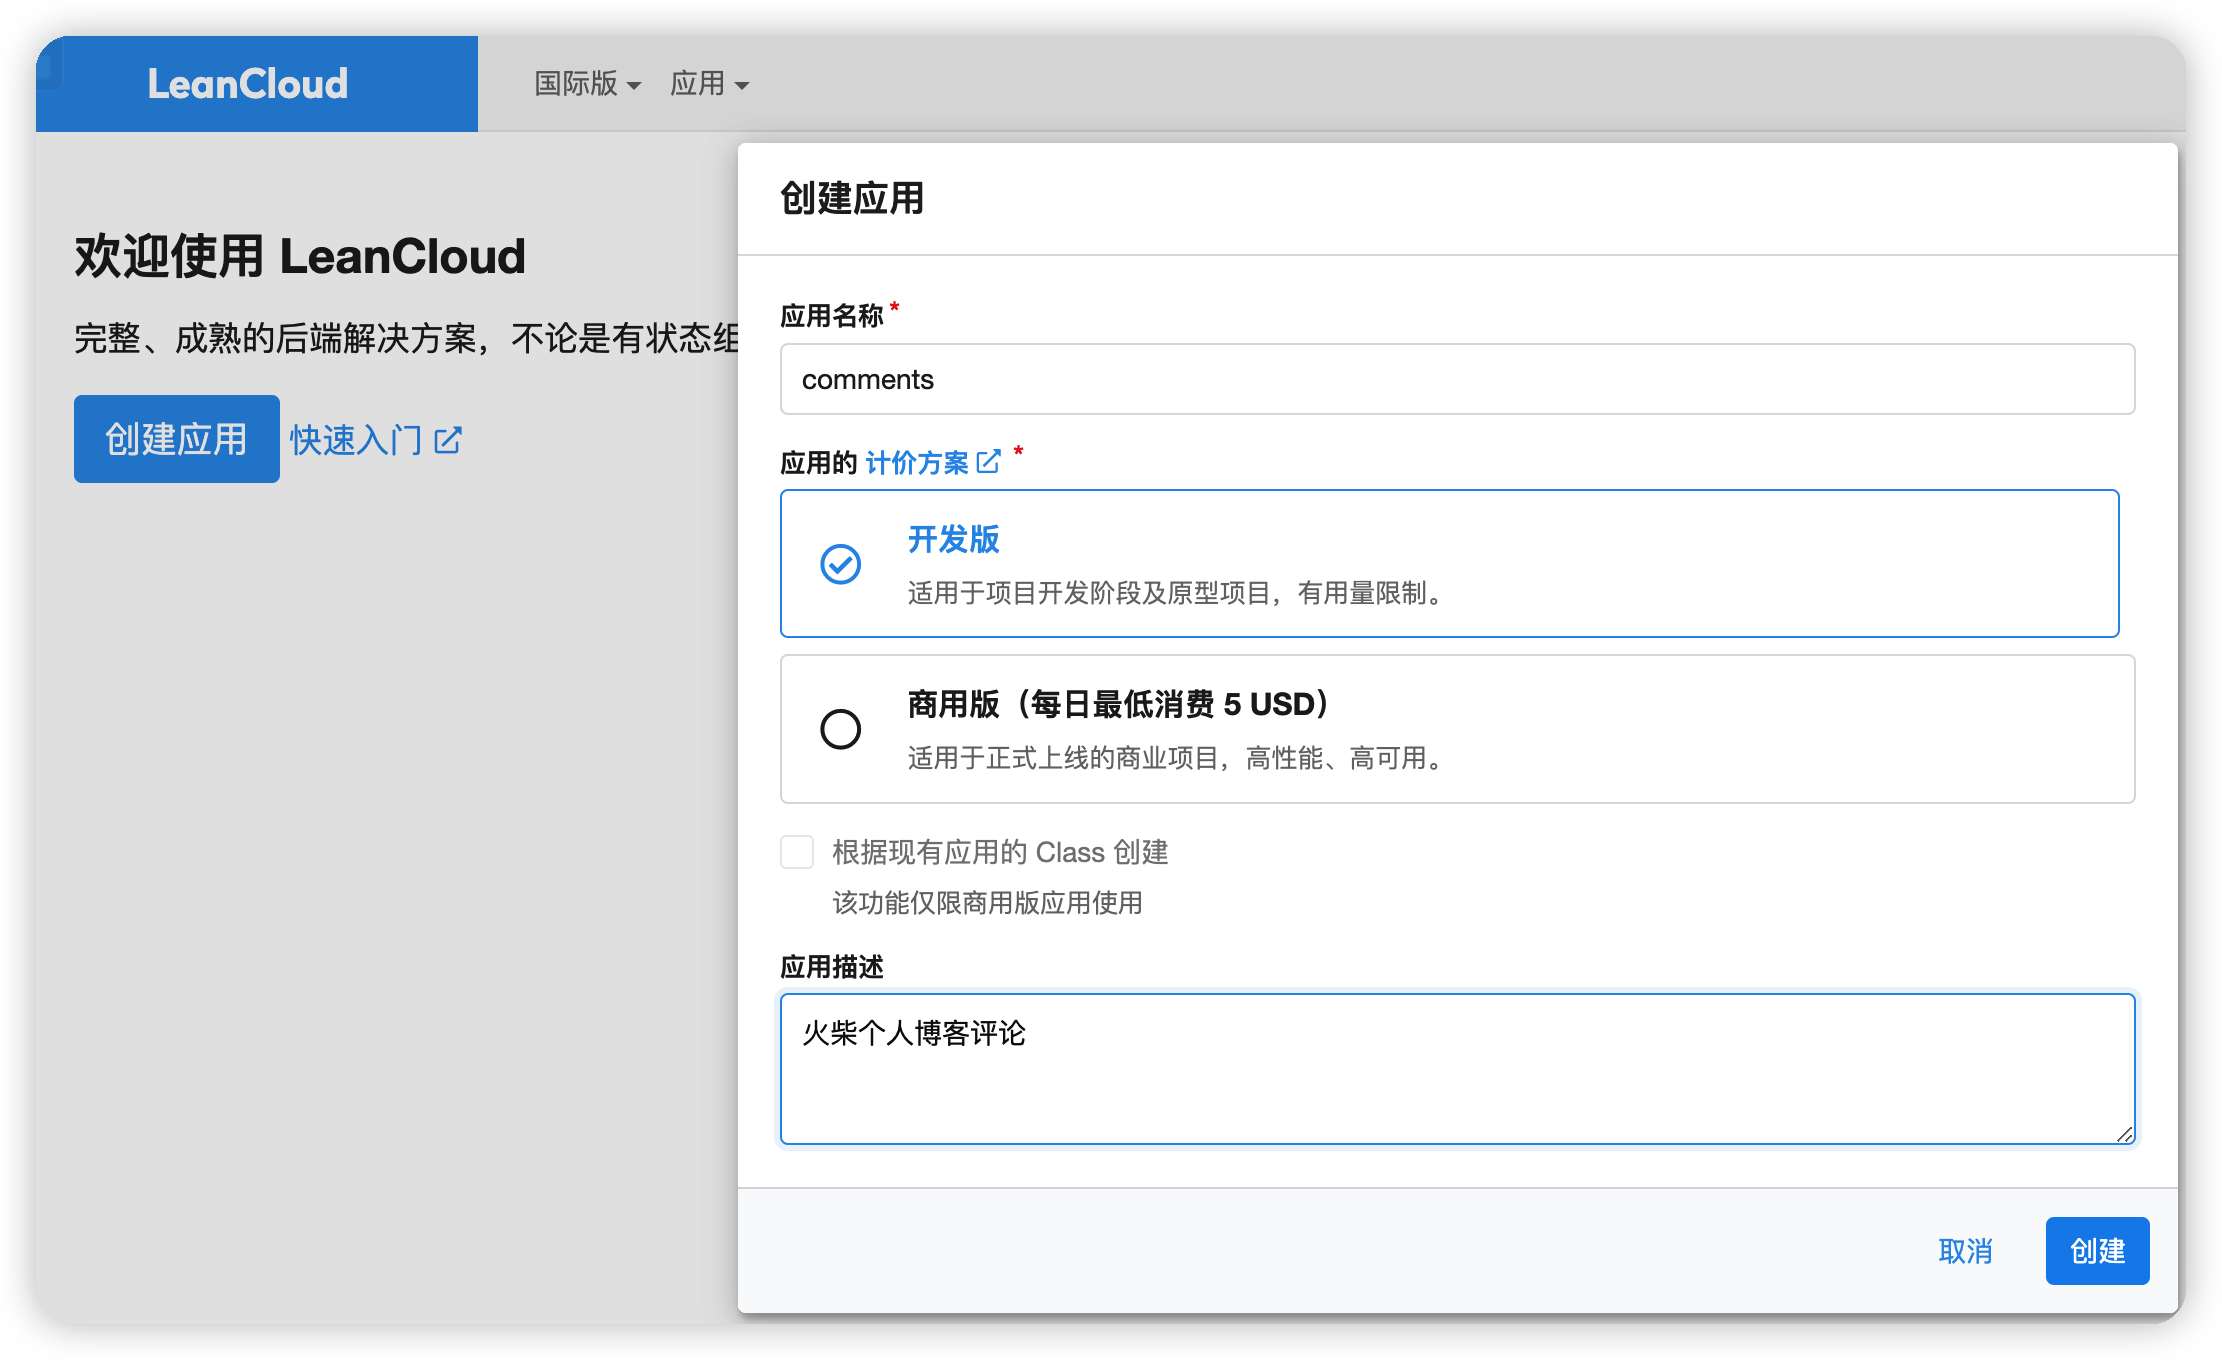 LeanCloud
国际版 应用
欢迎使用 LeanCloud
完整、成熟的后端解决方案，不论是有状态组
创建应用 快速入门
创建应用
应用名称 *
comments
应用的 计价方案 *
开发版
适用于项目开发阶段及原型项目，有用量限制。
商用版（每日最低消费 5 USD）
适用于正式上线的商业项目，高性能、高可用。
根据现有应用的 Class 创建
该功能仅限商用版应用使用
应用描述
火柴个人博客评论
取消 创建